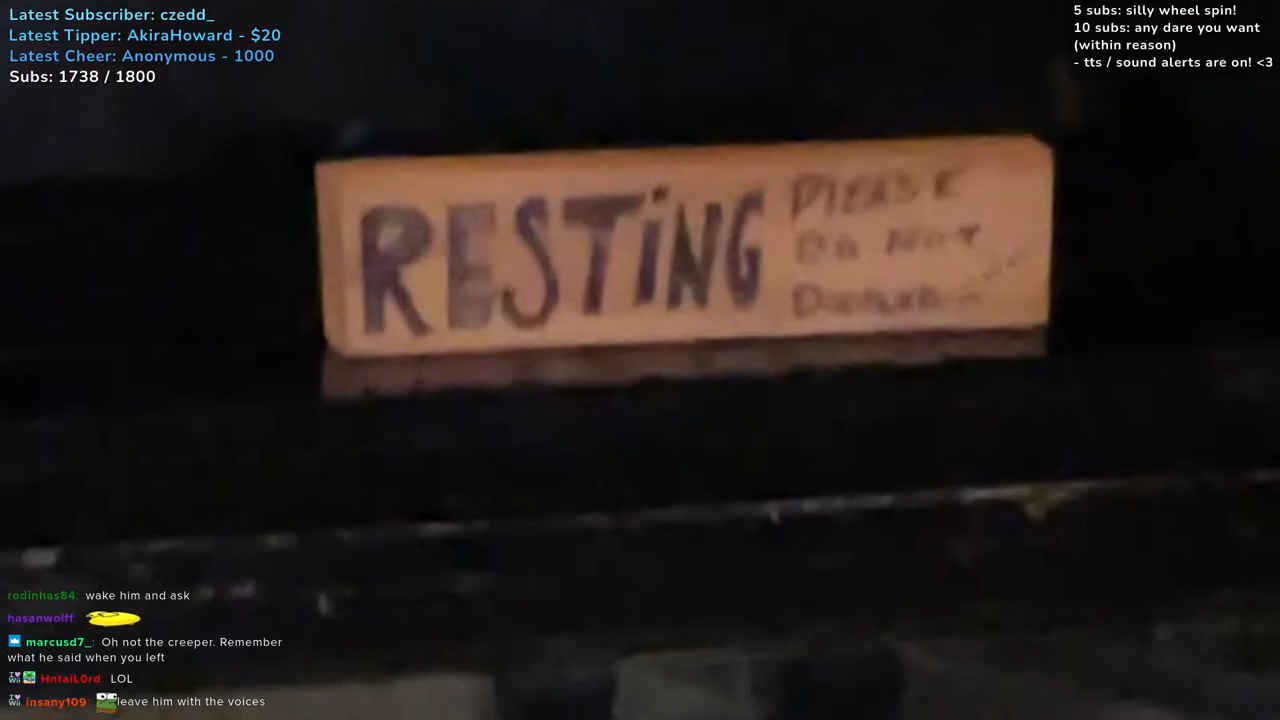 Latest Subscriber: czedd_
Latest Tipper: AkiraHoward - $20
Latest Cheer: Anonymous - 1000
Subs: 1738 / 1800
5 subs: silly wheel spin!
10 subs: any dare you want
(within reason)
- tts / sound alerts are on! <3
RESTiNG
PLEASE
Do Not
Disturb
rodinhas84: wake him and ask
hasanwolff:
marcusd7_: Oh not the creeper. Remember
what he said when you left
HntaiL0rd: LOL
insany109: leave him with the voices